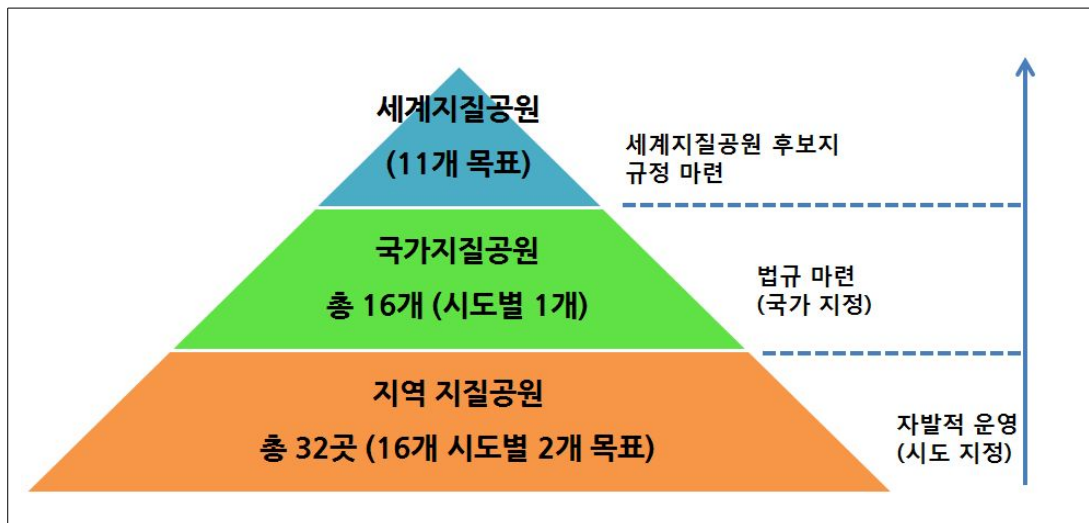 세계지질공원
(11개 목표)
세계지질공원 후보지
규정 마련
국가지질공원
총 16개 (시도별 1개)
법규 마련
(국가 지정)
지역 지질공원
총 32곳 (16개 시도별 2개 목표)
자발적 운영
(시도 지정)